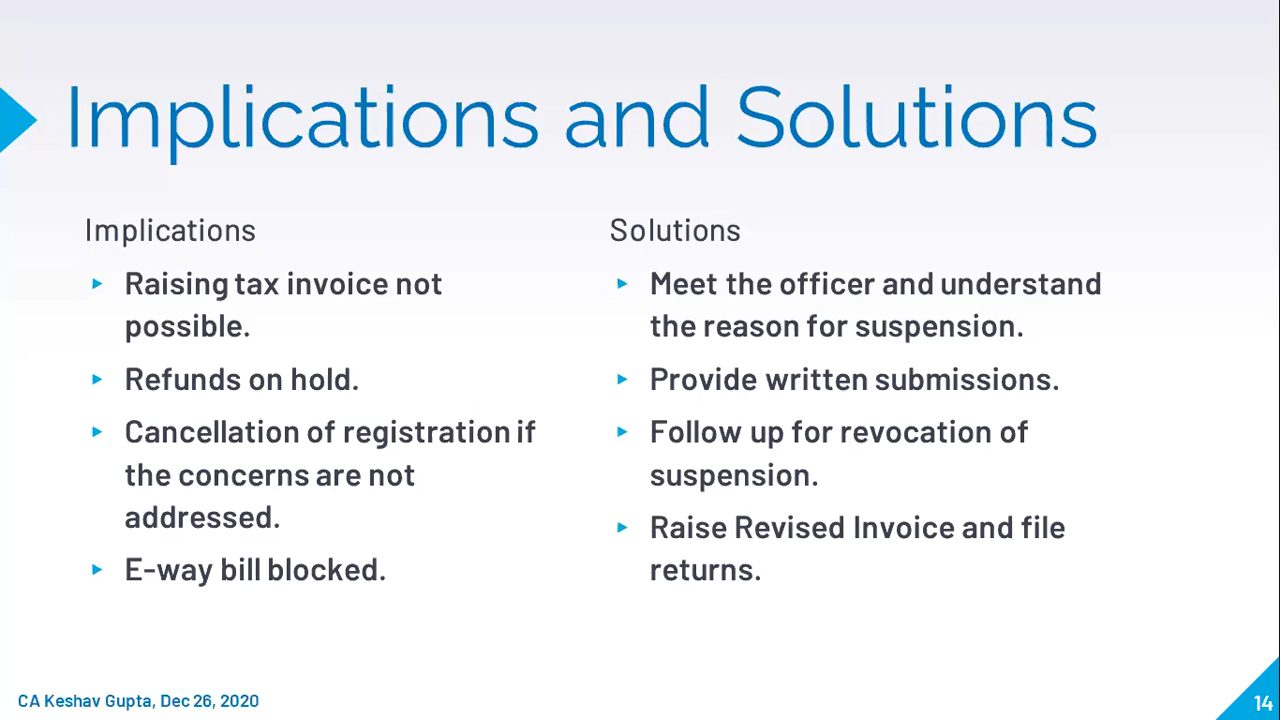 Implications and Solutions
Implications
Raising tax invoice not
possible.
Refunds on hold.
Cancellation of registration if
the concerns are not
addressed.
E-way bill blocked.
Solutions
Meet the officer and understand
the reason for suspension.
Provide written submissions.
Follow up for revocation of
suspension.
Raise Revised Invoice and file
returns.
CA Keshav Gupta, Dec 26, 2020
14